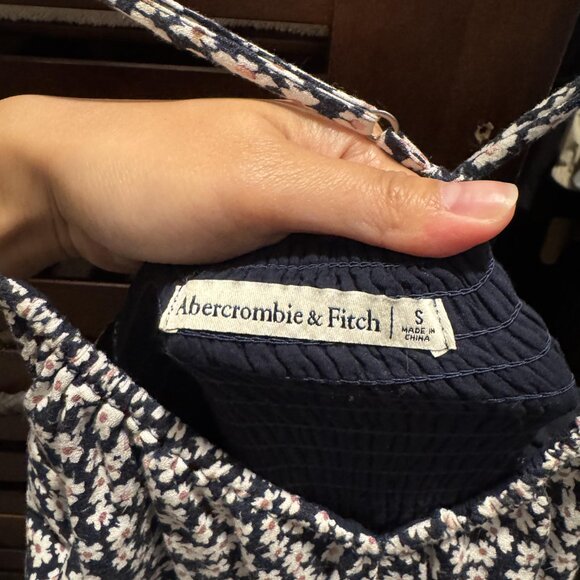 Abercrombie & Fitch | S
MADE IN
CHINA